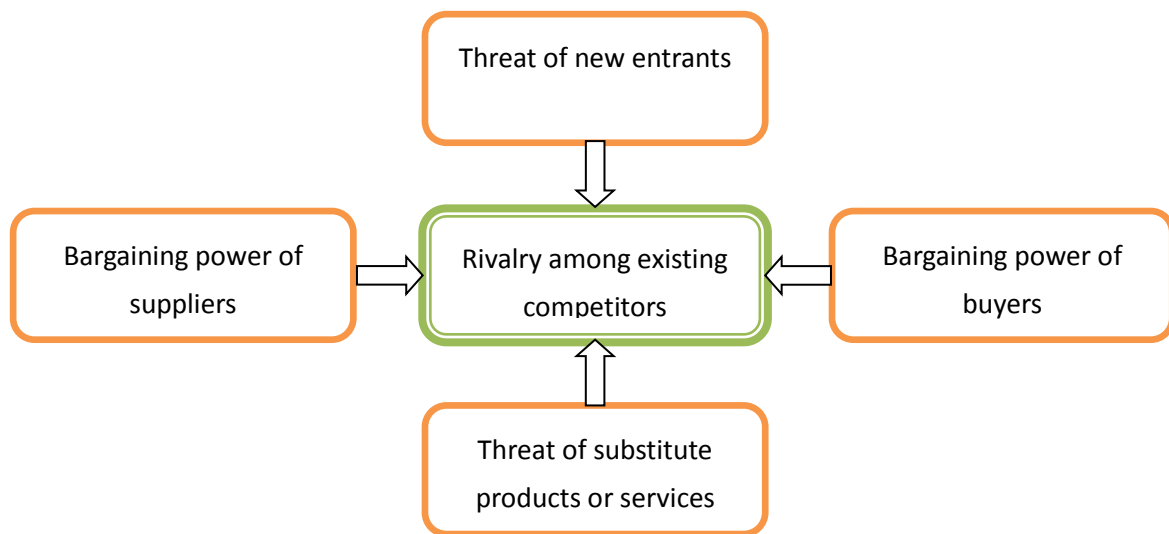 Threat of new entrants
Bargaining power of
suppliers
Rivalry among existing
competitors
Bargaining power of
buyers
Threat of substitute
products or services